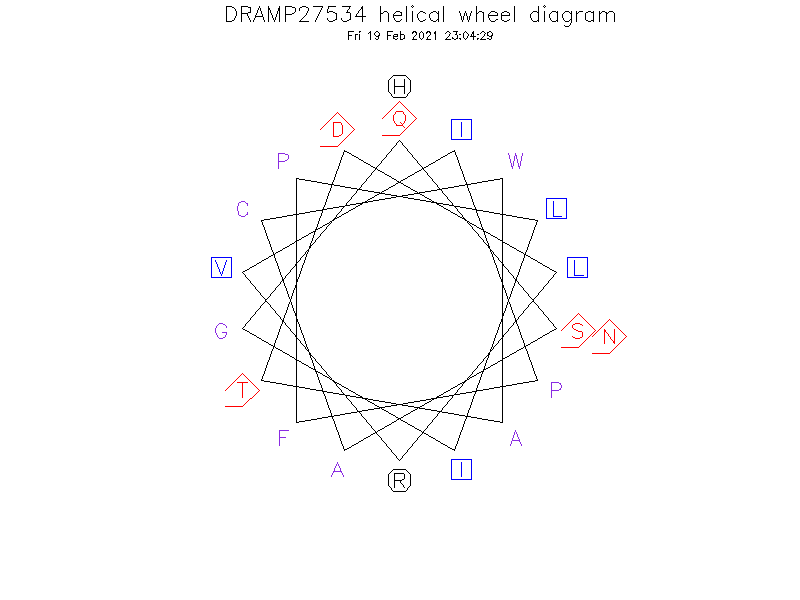 DRAMP27534 helical wheel diagram
Fri 19 Feb 2021 23:04:29
H
D Q I
P W
C L
V L
G S N
T P
F A
A R I